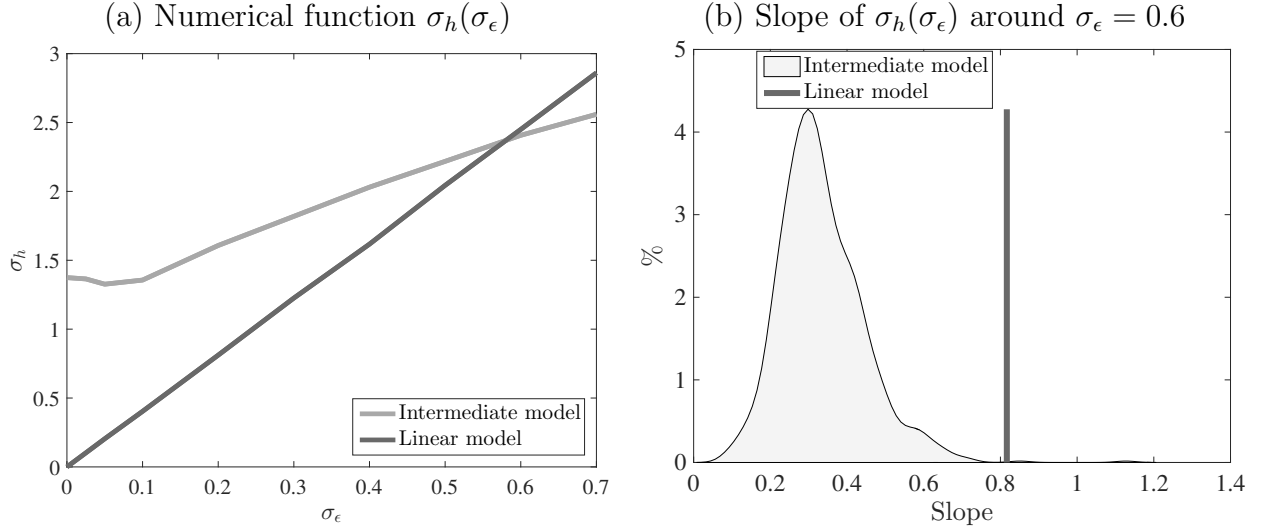 (a) Numerical function σ_h(σ_ϵ)
3
2.5
2
1.5
1
0.5
0
σ_h
0 0.1 0.2 0.3 0.4 0.5 0.6 0.7
σ_ϵ
Intermediate model
Linear model
(b) Slope of σ_h(σ_ϵ) around σ_ϵ = 0.6
5
4
3
2
1
0
%
0 0.2 0.4 0.6 0.8 1 1.2 1.4
Slope
Intermediate model
Linear model